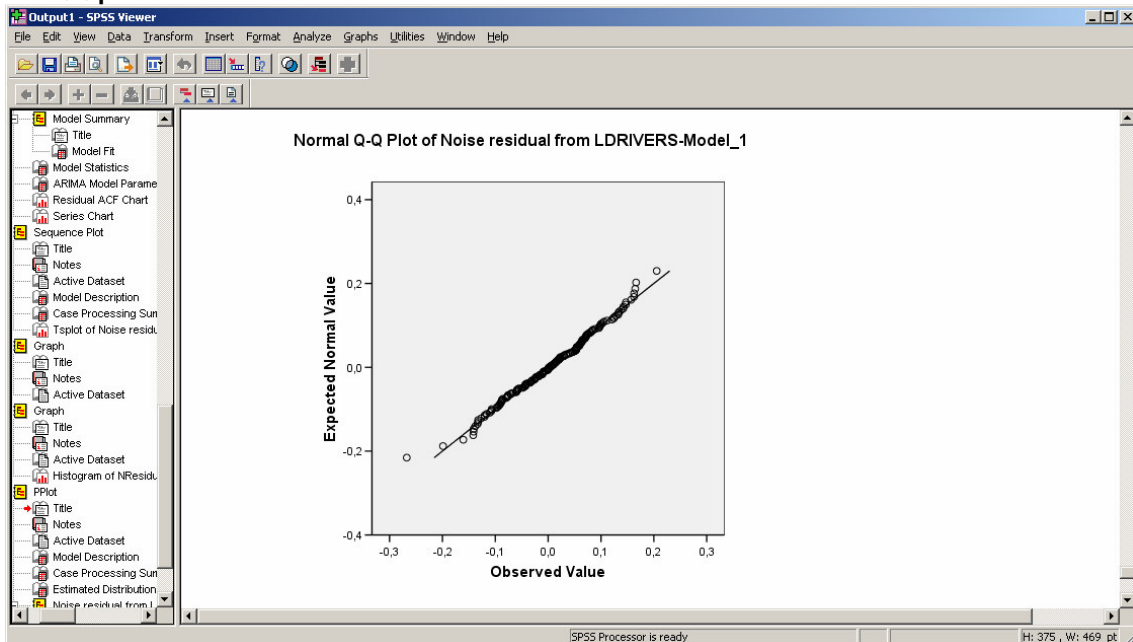 Output1 - SPSS Viewer
File Edit View Data Transform Insert Format Analyze Graphs Utilities Window Help
Model Summary
Title
Model Fit
Model Statistics
ARIMA Model Parame
Residual ACF Chart
Series Chart
Sequence Plot
Title
Notes
Active Dataset
Model Description
Case Processing Sun
Tsplot of Noise residu
Graph
Title
Notes
Active Dataset
Graph
Title
Notes
Active Dataset
Histogram of NResidu
PPlot
Title
Notes
Active Dataset
Model Description
Case Processing Sun
Estimated Distribution
Noise residual from L
Normal Q-Q Plot of Noise residual from LDRIVERS-Model_1
Expected Normal Value
0,4
0,2
0,0
-0,2
-0,4
-0,3 -0,2 -0,1 0,0 0,1 0,2 0,3
Observed Value
SPSS Processor is ready
H: 375 , W: 469 pt